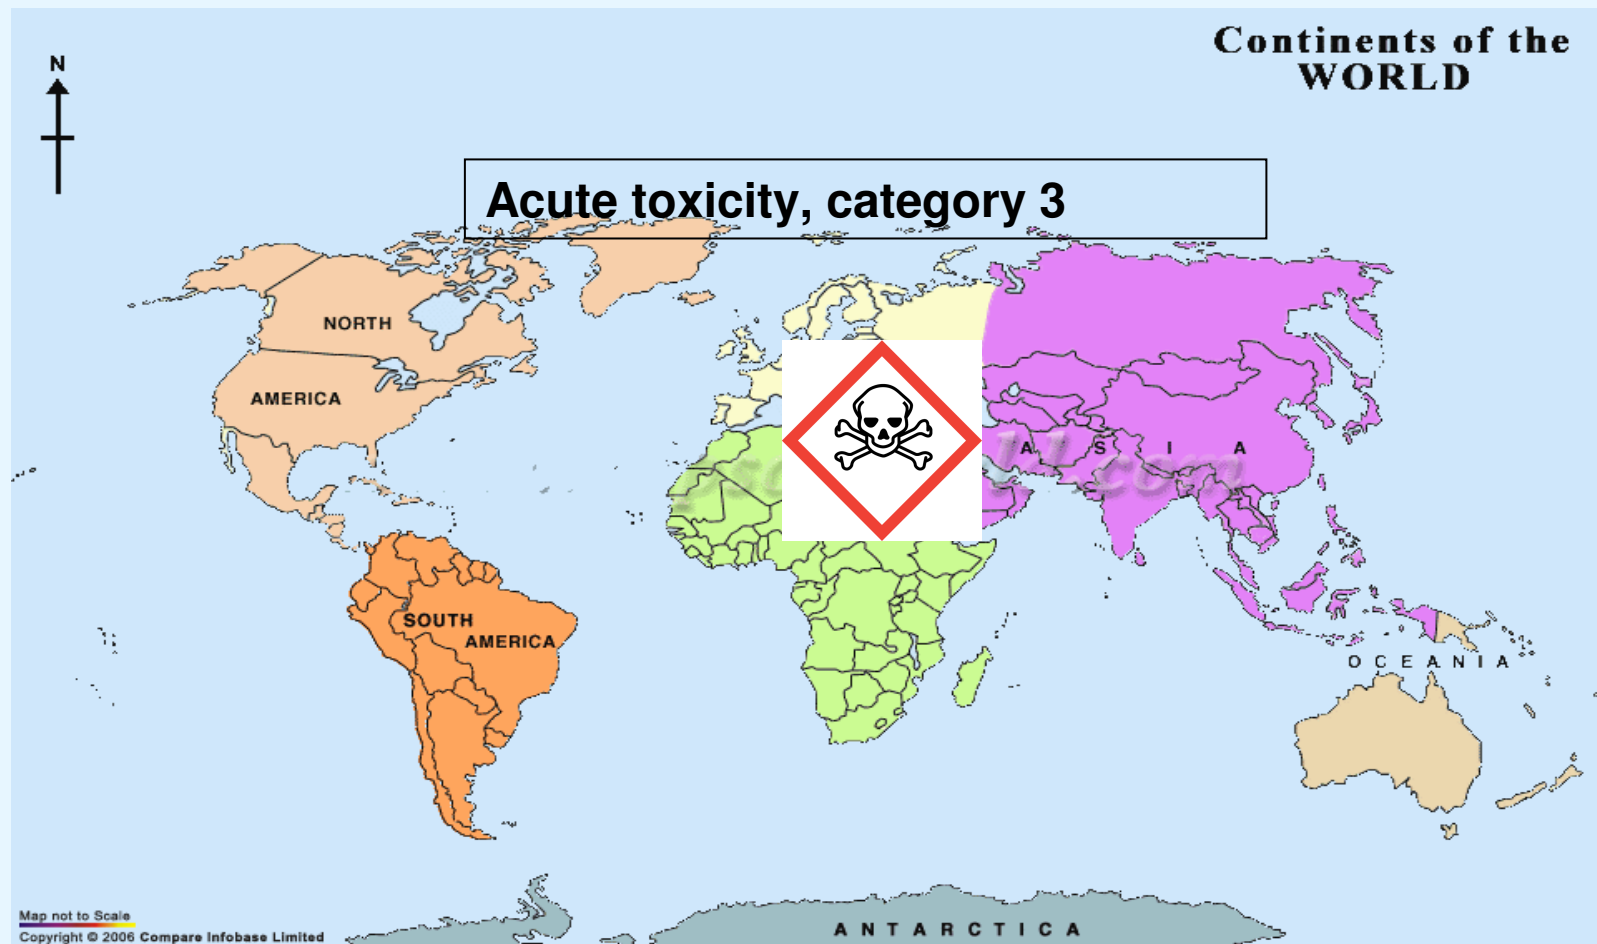 Continents of the
WORLD
N
Acute toxicity, category 3
NORTH
AMERICA
A S I A
SOUTH
AMERICA
O C E A N I A
Map not to Scale
Copyright © 2006 Compare Infobase Limited
A N T A R C T I C A